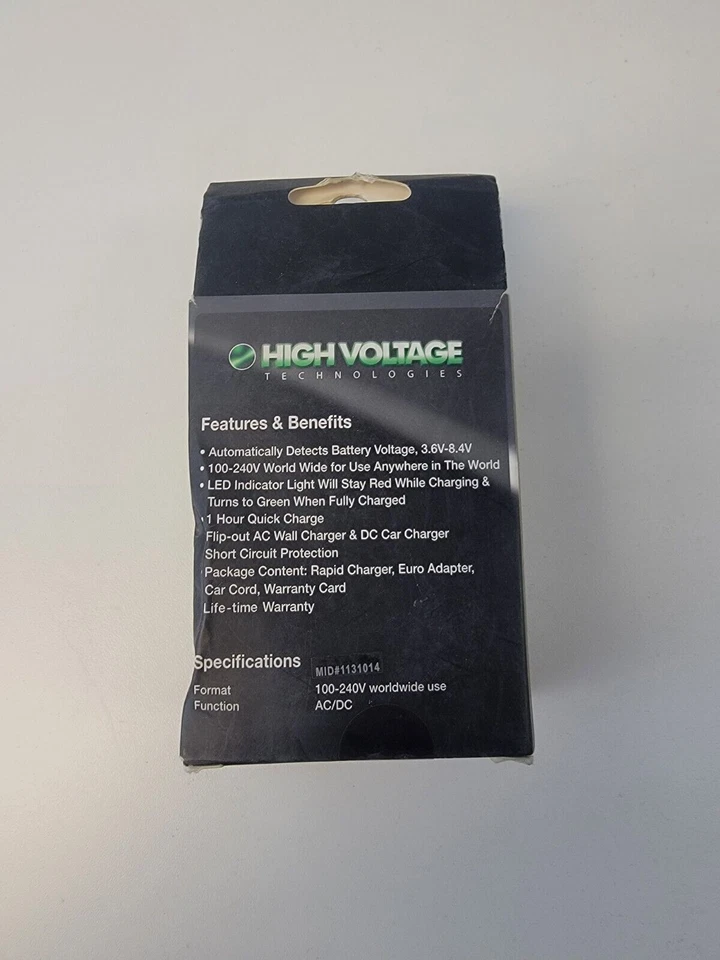 HIGH VOLTAGE
TECHNOLOGIES
Features & Benefits
• Automatically Detects Battery Voltage, 3.6V-8.4V
• 100-240V World Wide for Use Anywhere in The World
• LED Indicator Light Will Stay Red While Charging &
Turns to Green When Fully Charged
• 1 Hour Quick Charge
Flip-out AC Wall Charger & DC Car Charger
Short Circuit Protection
Package Content: Rapid Charger, Euro Adapter,
Car Cord, Warranty Card
Life-time Warranty
Specifications
MID#1131014
Format 100-240V worldwide use
Function AC/DC